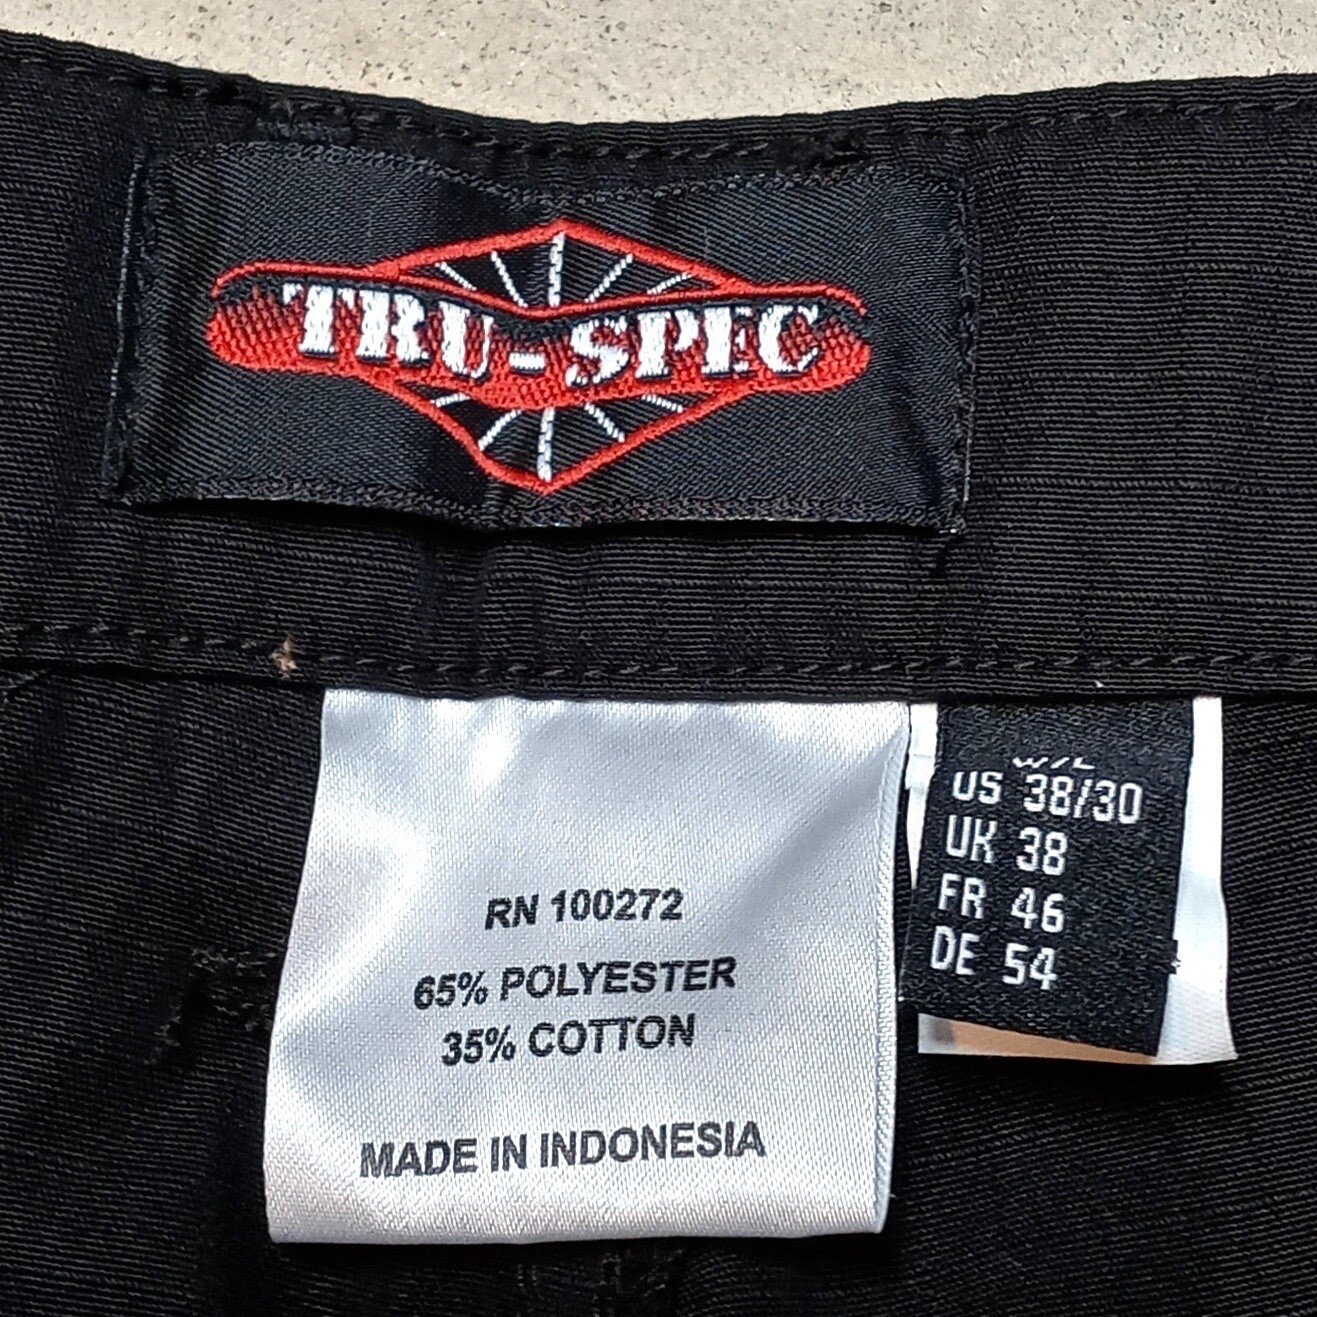 TRU-SPEC
W/L
US 38/30
UK 38
FR 46
DE 54
RN 100272
65% POLYESTER
35% COTTON
MADE IN INDONESIA